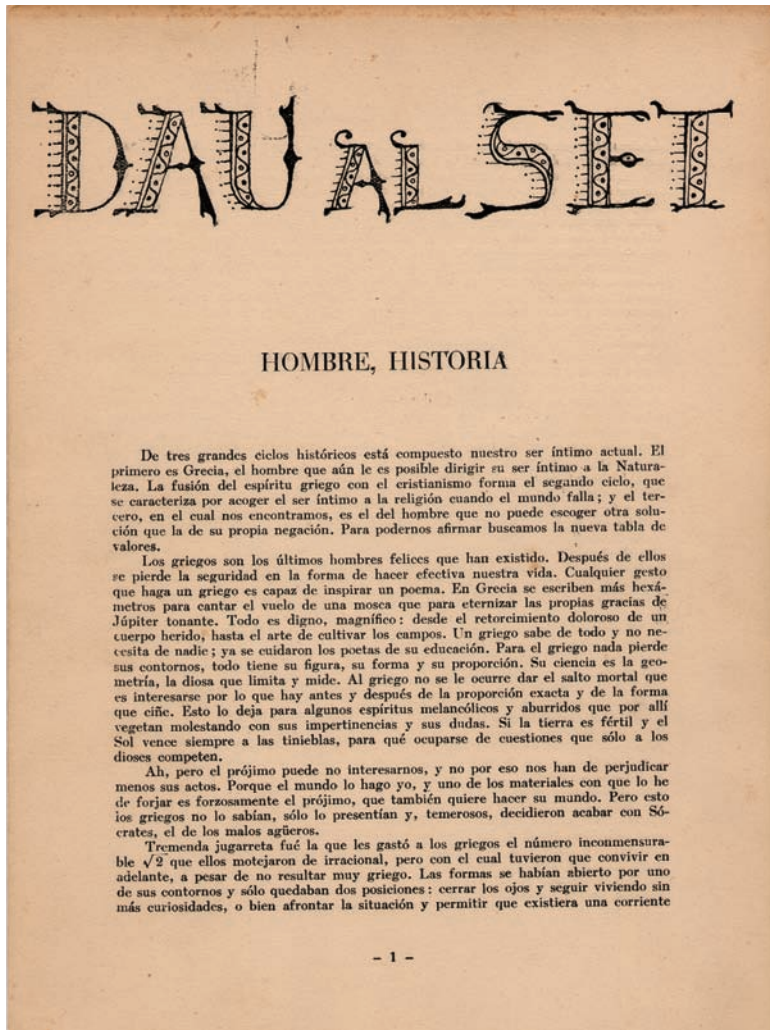 DAU AL SET
HOMBRE, HISTORIA
De tres grandes ciclos históricos está compuesto nuestro ser íntimo actual. El
primero es Grecia, el hombre que aún le es posible dirigir su ser íntimo a la Natura-
leza. La fusión del espíritu griego con el cristianismo forma el segundo ciclo, que
se caracteriza por acoger el ser íntimo a la religión cuando el mundo falla; y el ter-
cero, en el cual nos encontramos, es el del hombre que no puede escoger otra solu-
ción que la de su propia negación. Para podernos afirmar buscamos la nueva tabla de
valores.
Los griegos son los últimos hombres felices que han existido. Después de ellos
se pierde la seguridad en la forma de hacer efectiva nuestra vida. Cualquier gesto
que haga un griego es capaz de inspirar un poema. En Grecia se escriben más hexá-
metros para cantar el vuelo de una mosca que para eternizar las propias gracias de
Júpiter tonante. Todo es digno, magnífico: desde el retorcimiento doloroso de un
cuerpo herido, hasta el arte de cultivar los campos. Un griego sabe de todo y no ne-
cesita de nadie; ya se cuidaron los poetas de su educación. Para el griego nada pierde
sus contornos, todo tiene su figura, su forma y su proporción. Su ciencia es la geo-
metría, la diosa que limita y mide. Al griego no se le ocurre dar el salto mortal que
es interesarse por lo que hay antes y después de la proporción exacta y de la forma
que ciñe. Esto lo deja para algunos espíritus melancólicos y aburridos que por allí
vegetan molestando con sus impertinencias y sus dudas. Si la tierra es fértil y el
Sol vence siempre a las tinieblas, para qué ocuparse de cuestiones que sólo a los
dioses competen.
Ah, pero el prójimo puede no interesarnos, y no por eso nos han de perjudicar
menos sus actos. Porque el mundo lo hago yo, y uno de los materiales con que lo he
de forjar es forzosamente el prójimo, que también quiere hacer su mundo. Pero esto
los griegos no lo sabían, sólo lo presentían y, temerosos, decidieron acabar con Só-
crates, el de los malos agüeros.
Tremenda jugarreta fué la que les gastó a los griegos el número inconmensura-
ble √2 que ellos motejaron de irracional, pero con el cual tuvieron que convivir en
adelante, a pesar de no resultar muy griego. Las formas se habían abierto por uno
de sus contornos y sólo quedaban dos posiciones: cerrar los ojos y seguir viviendo sin
más curiosidades, o bien afrontar la situación y permitir que existiera una corriente
- 1 -